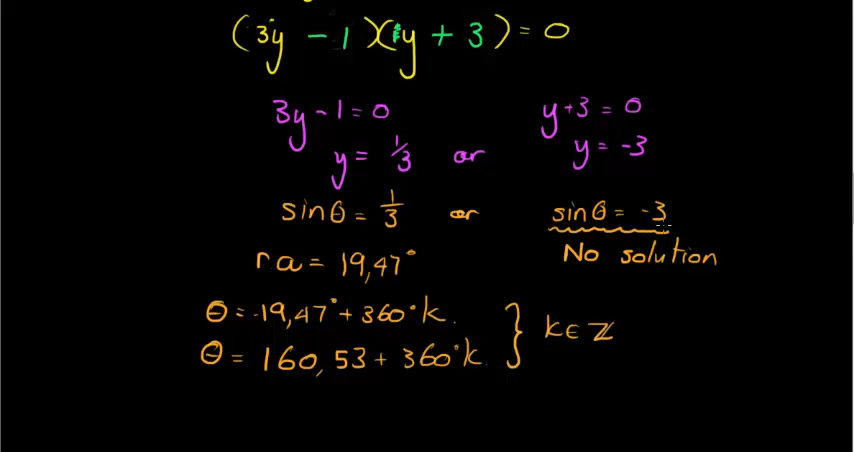 (3y - 1)(y + 3) = 0
3y - 1 = 0 y + 3 = 0
y = 1/3 or y = -3
sinθ = 1/3 or sinθ = -3
ra = 19,47° No solution
θ = 19,47° + 360°k.
θ = 160,53 + 360°k. } k∈ℤ